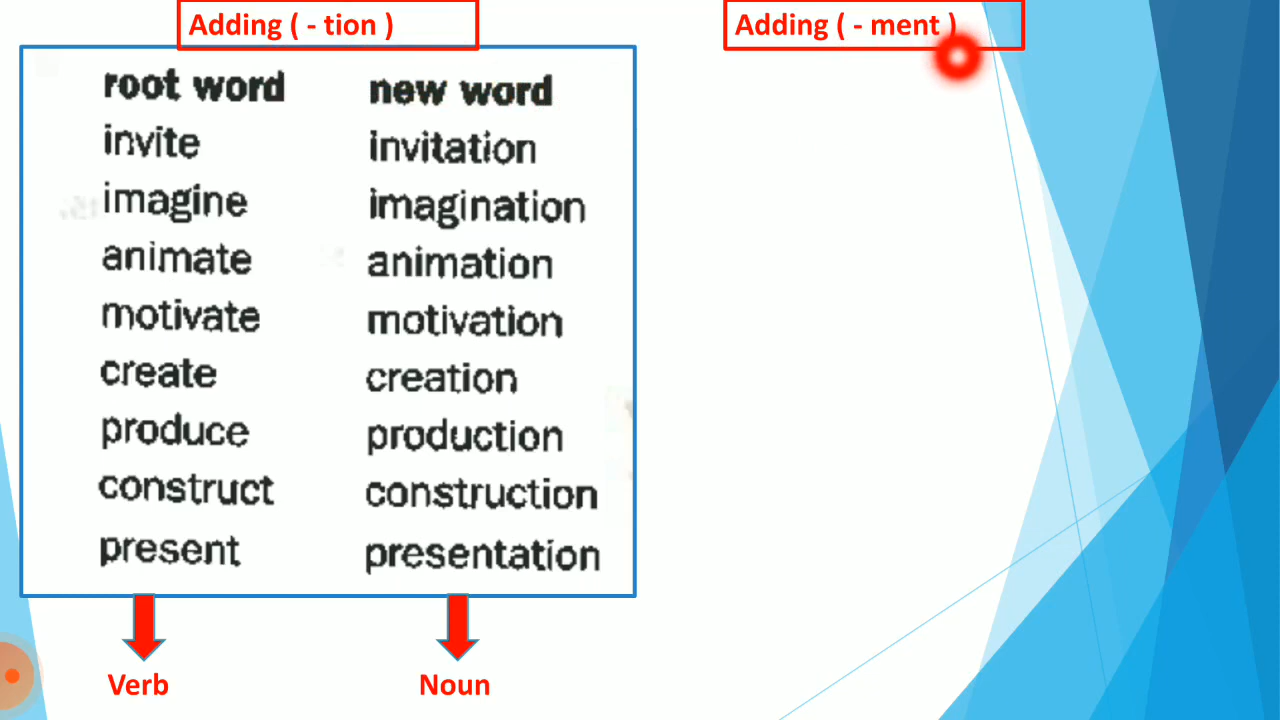 Adding ( - tion )
Adding ( - ment )
root word new word
invite invitation
imagine imagination
animate animation
motivate motivation
create creation
produce production
construct construction
present presentation
Verb Noun